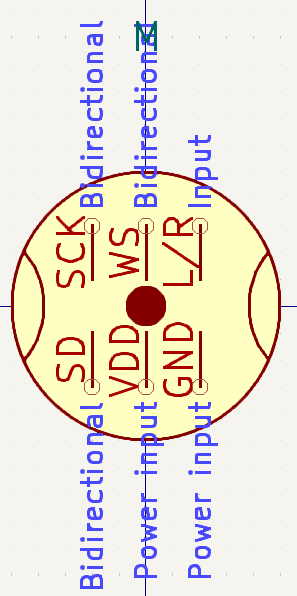 M
Bidirectional
Bidirectional
Input
SCK
WS
L/R
SD
VDD
GND
Bidirectional
Power input
Power input